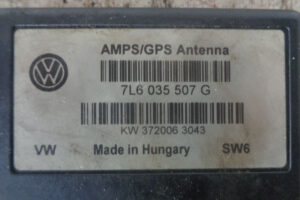 AMPS/GPS Antenna
7L6 035 507 G
KW 372006 3043
VW Made in Hungary SW6